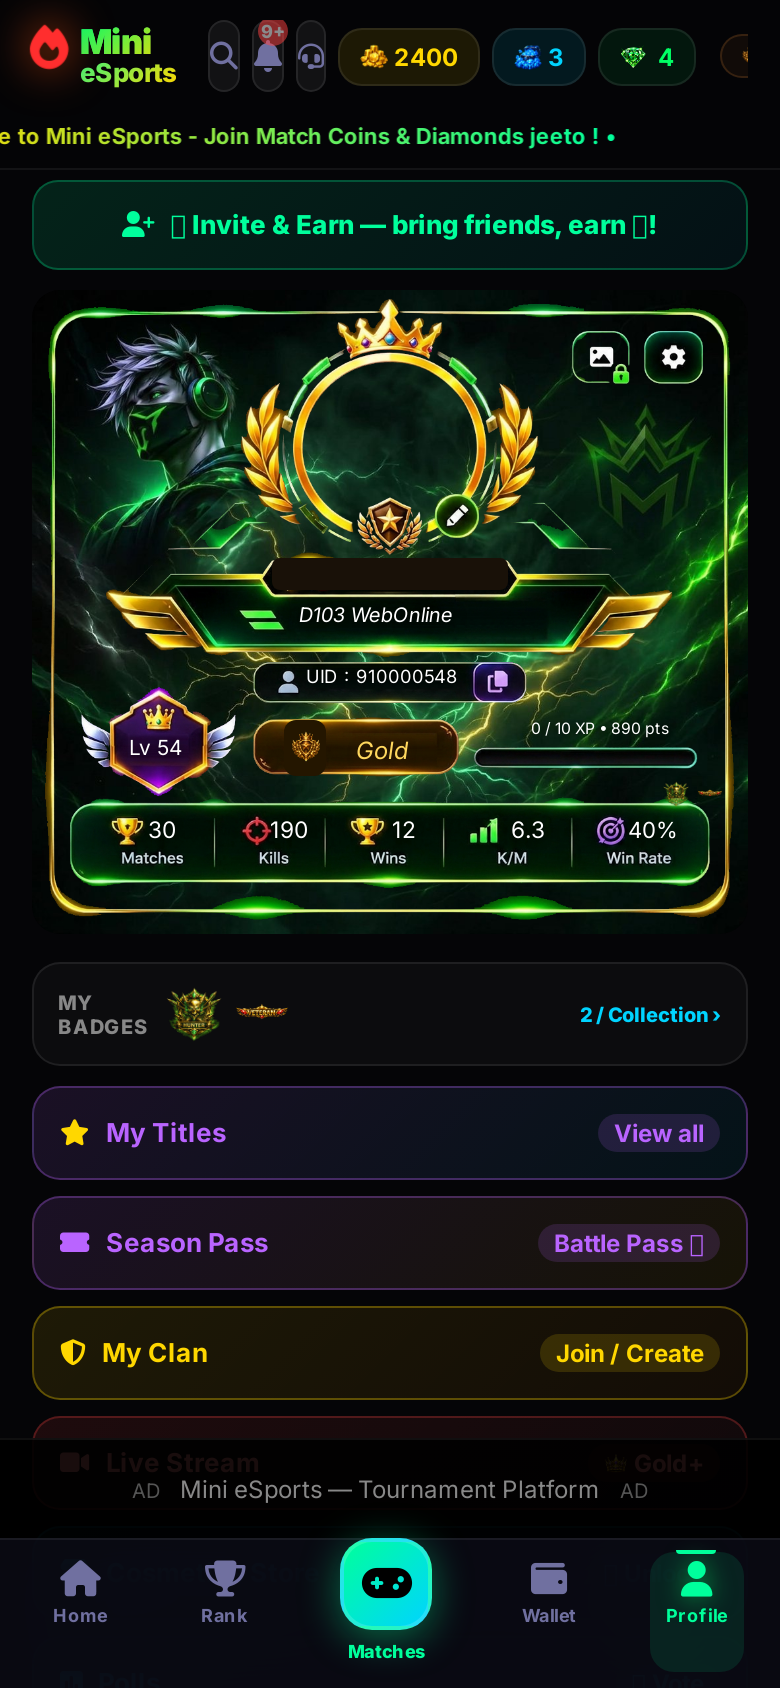 Mini
eSports
9+
2400
3
4
e to Mini eSports - Join Match Coins & Diamonds jeeto ! •
Invite & Earn — bring friends, earn !
D103 WebOnline
UID : 910000548
Lv 54
Gold
0 / 10 XP • 890 pts
30
190
12
6.3
40%
Matches
Kills
Wins
K/M
Win Rate
MY
BADGES
HUNTER
VETERAN
2 / Collection ›
My Titles
View all
Season Pass
Battle Pass
My Clan
Join / Create
Live Stream
Gold+
AD Mini eSports — Tournament Platform AD
Home
Rank
Matches
Wallet
Profile